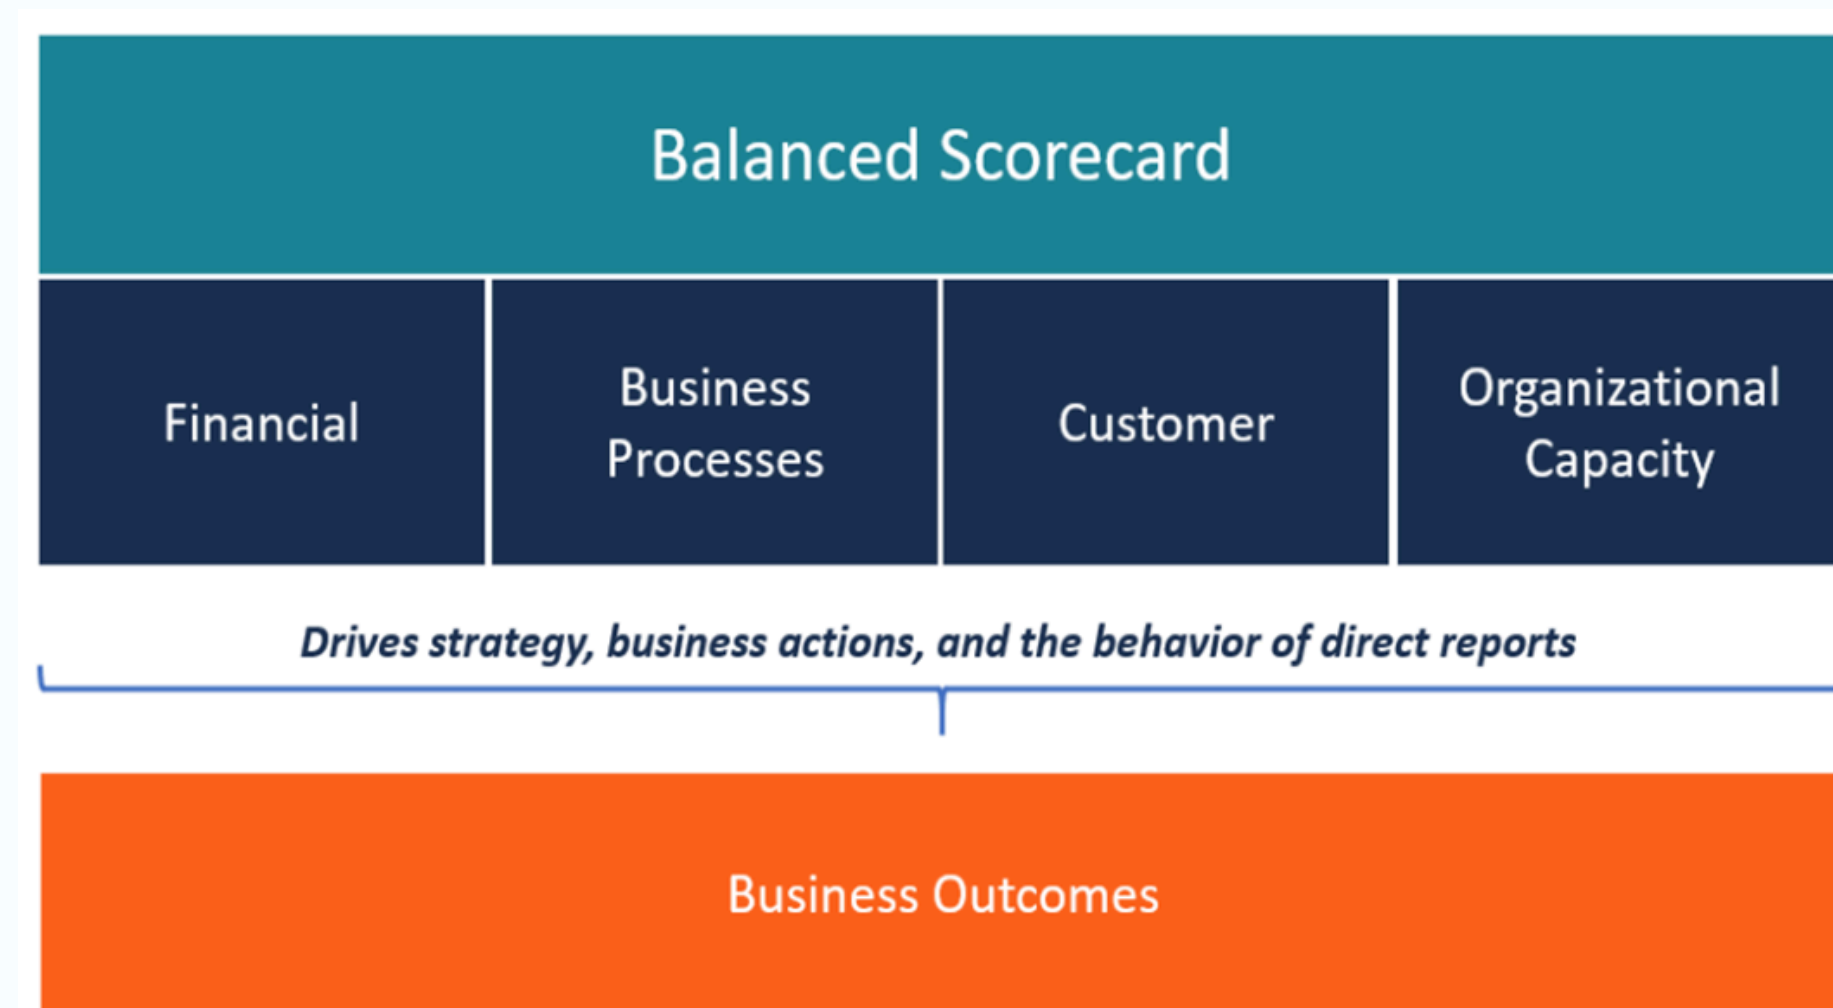 Balanced Scorecard
Financial
Business
Processes
Customer
Organizational
Capacity
Drives strategy, business actions, and the behavior of direct reports
Business Outcomes